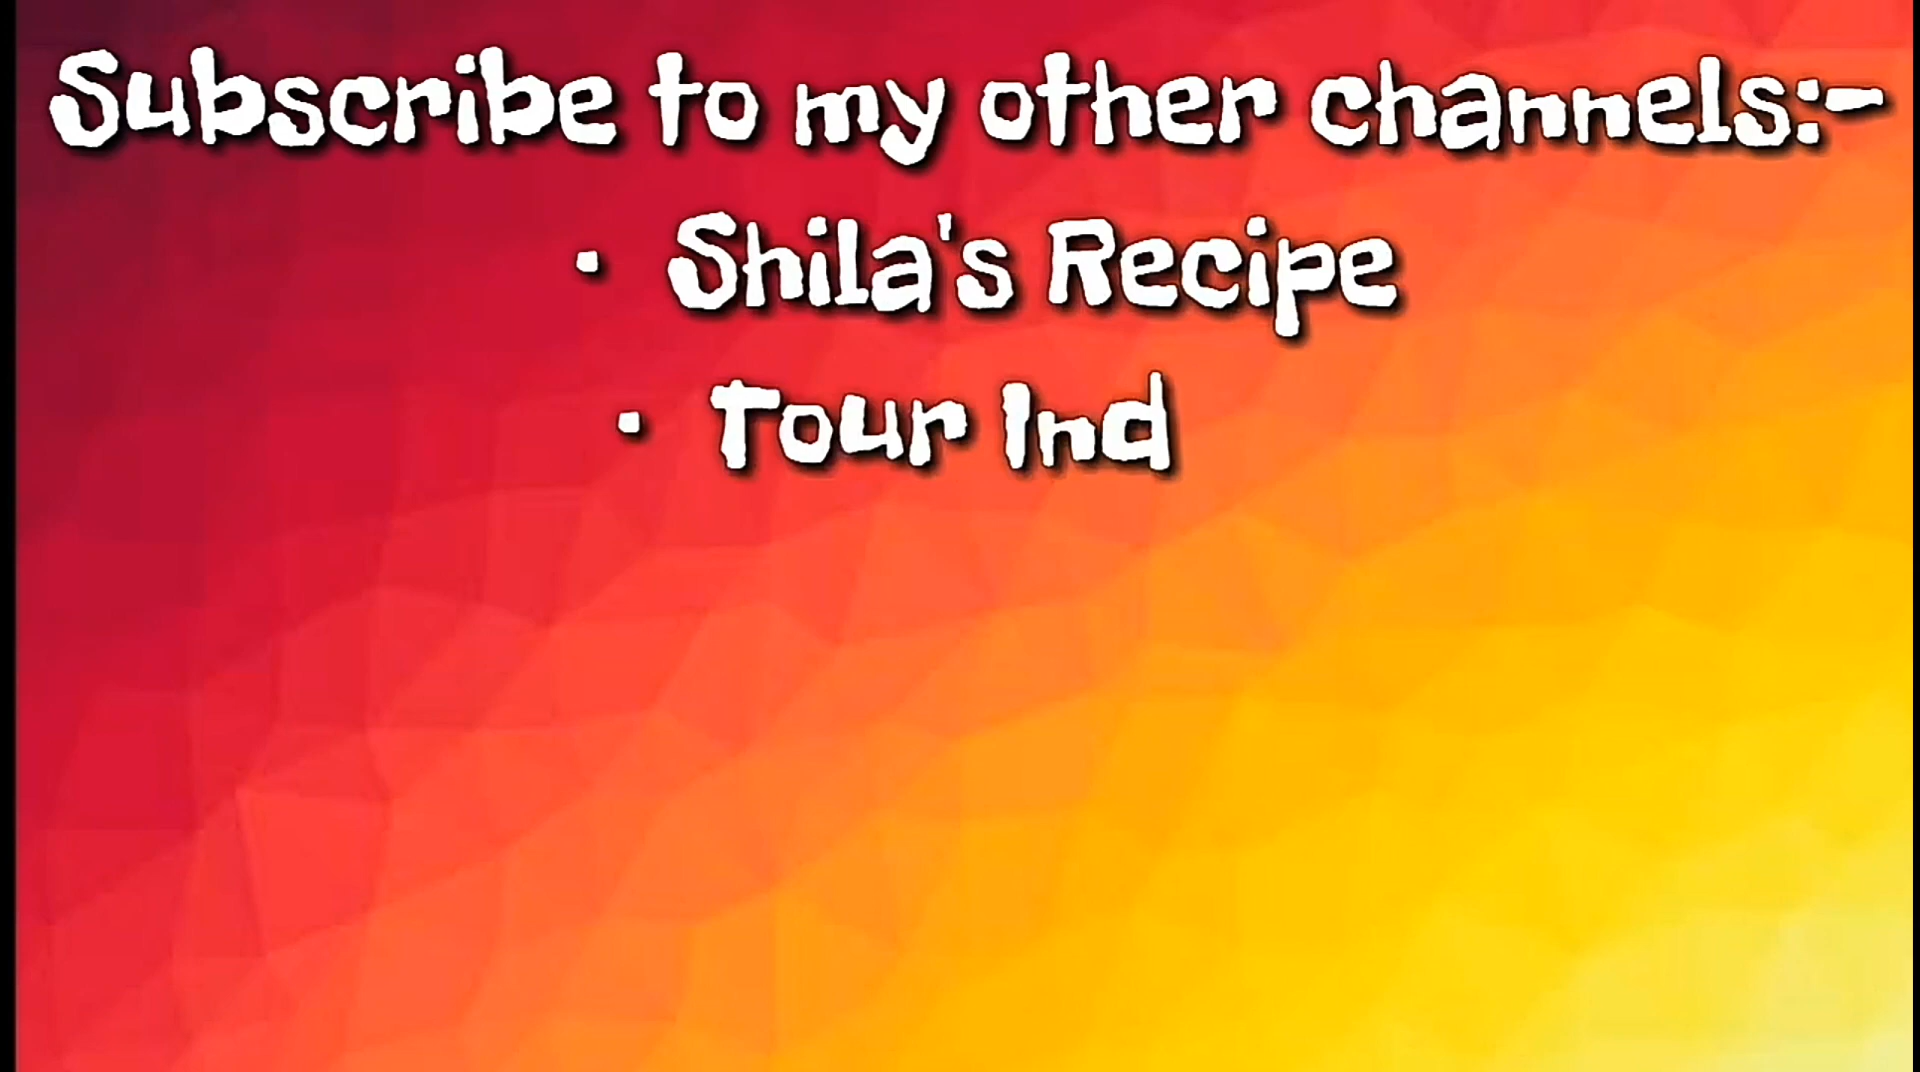 Subscribe to my other channels:-
• Shila's Recipe
• Tour Ind